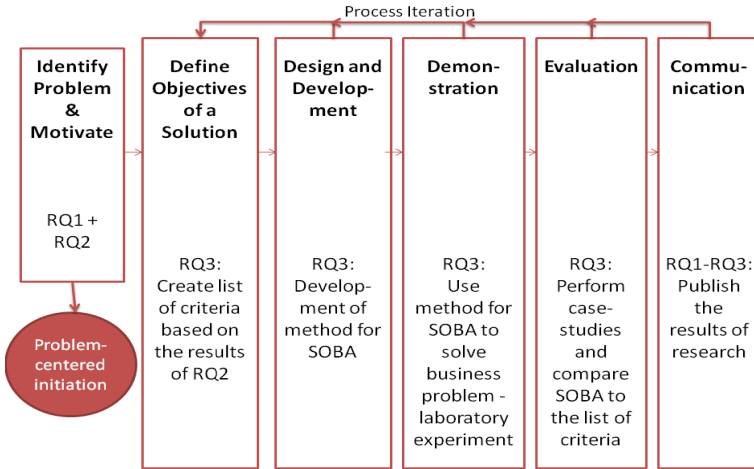 Process Iteration
Identify
Problem
&
Motivate
RQ1 +
RQ2
Problem-
centered
initiation
Define
Objectives
of a
Solution
RQ3:
Create list
of criteria
based on
the results
of RQ2
Design and
Develop-
ment
RQ3:
Develop-
ment of
method for
SOBA
Demon-
stration
RQ3:
Use
method for
SOBA to
solve
business
problem -
laboratory
experiment
Evaluation
RQ3:
Perform
case-
studies
and
compare
SOBA to
the list of
criteria
Commu-
nication
RQ1-RQ3:
Publish
the
results of
research